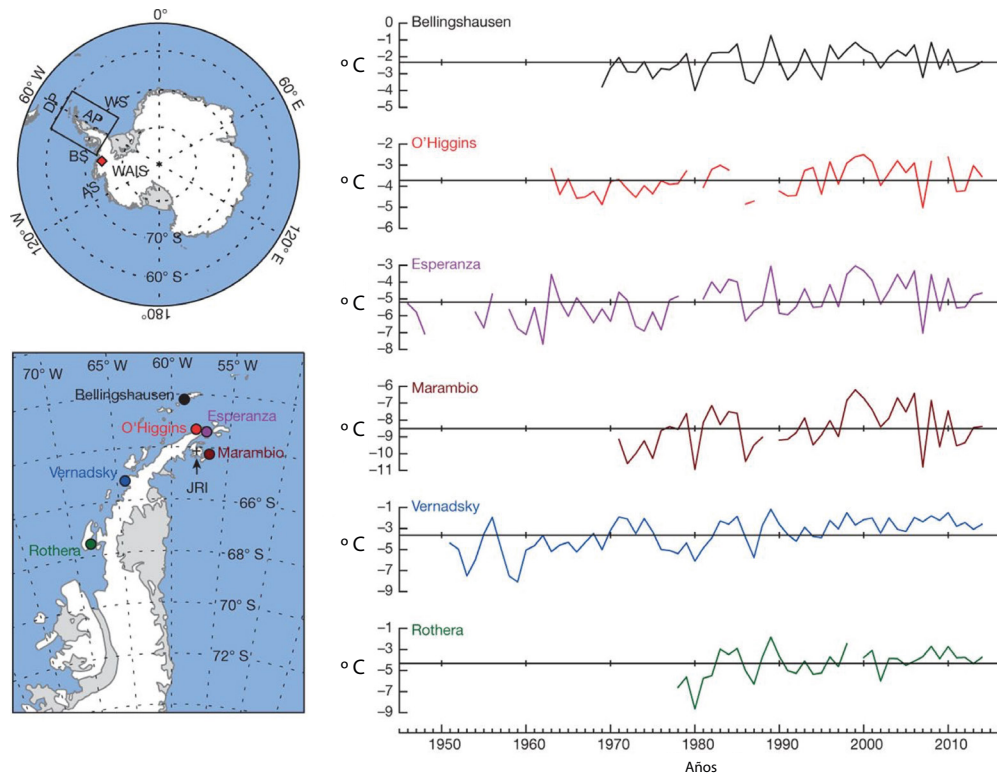 0°
60° W
60° E
DP
AP
WS
BS
WAIS
AS
120° W
120° E
70° S
60° S
180°
70° W
65° W
60° W
55° W
Bellingshausen
Esperanza
O'Higgins
Marambio
JRI
Vernadsky
66° S
Rothera
68° S
70° S
72° S
Bellingshausen
°C
0
−1
−2
−3
−4
−5
O'Higgins
°C
−2
−3
−4
−5
−6
Esperanza
°C
−3
−4
−5
−6
−7
−8
Marambio
°C
−6
−7
−8
−9
−10
−11
Vernadsky
°C
−1
−3
−5
−7
−9
Rothera
°C
−1
−3
−5
−7
−9
1950 1960 1970 1980 1990 2000 2010
Años